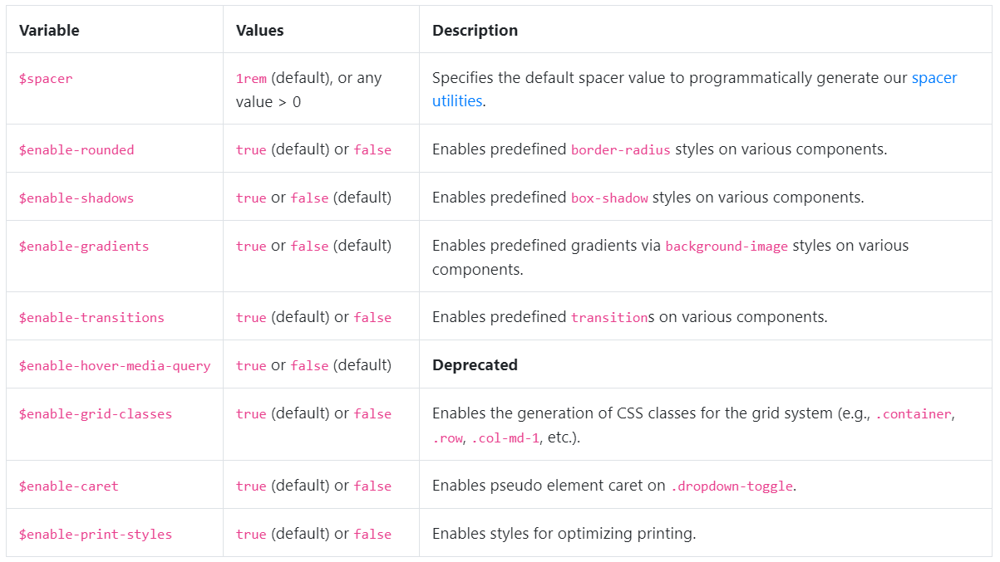 Variable Values Description
$spacer 1rem (default), or any Specifies the default spacer value to programmatically generate our spacer
value > 0 utilities.
$enable-rounded true (default) or false Enables predefined border-radius styles on various components.
$enable-shadows true or false (default) Enables predefined box-shadow styles on various components.
$enable-gradients true or false (default) Enables predefined gradients via background-image styles on various
components.
$enable-transitions true (default) or false Enables predefined transitions on various components.
$enable-hover-media-query true or false (default) Deprecated
$enable-grid-classes true (default) or false Enables the generation of CSS classes for the grid system (e.g., .container,
.row, .col-md-1, etc.).
$enable-caret true (default) or false Enables pseudo element caret on .dropdown-toggle.
$enable-print-styles true (default) or false Enables styles for optimizing printing.